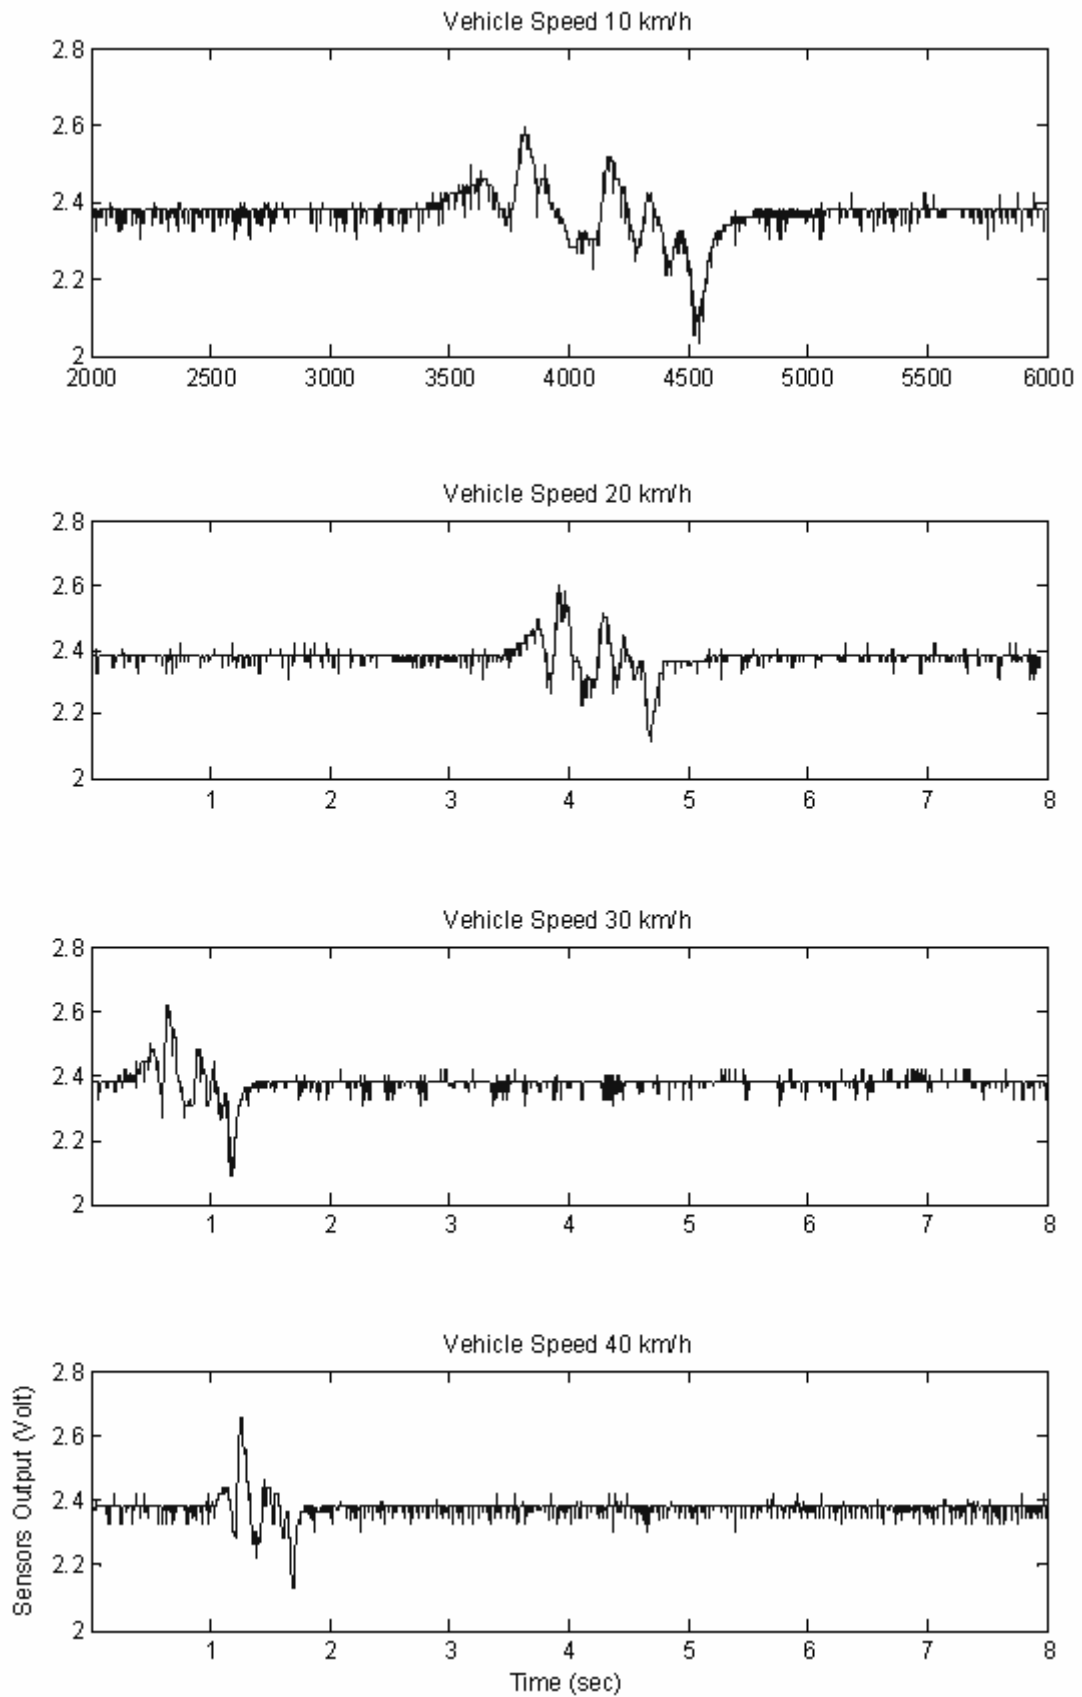 Vehicle Speed 10 km/h
2.8
2.6
2.4
2.2
2
2000 2500 3000 3500 4000 4500 5000 5500 6000
Vehicle Speed 20 km/h
2.8
2.6
2.4
2.2
2
1 2 3 4 5 6 7 8
Vehicle Speed 30 km/h
2.8
2.6
2.4
2.2
2
1 2 3 4 5 6 7 8
Vehicle Speed 40 km/h
Sensors Output (Volt)
2.8
2.6
2.4
2.2
2
1 2 3 4 5 6 7 8
Time (sec)